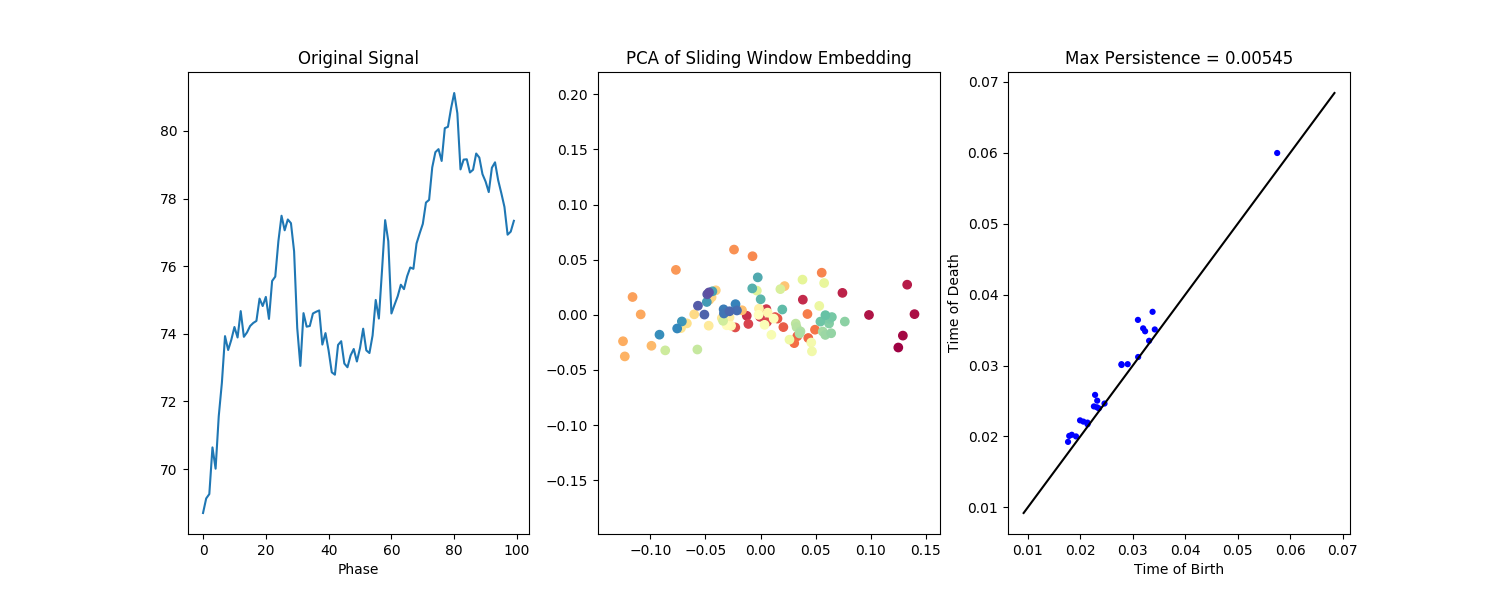 Original Signal
80
78
76
74
72
70
0 20 40 60 80 100
Phase
PCA of Sliding Window Embedding
0.20
0.15
0.10
0.05
0.00
−0.05
−0.10
−0.15
−0.10 −0.05 0.00 0.05 0.10 0.15
Max Persistence = 0.00545
Time of Death
0.07
0.06
0.05
0.04
0.03
0.02
0.01
0.01 0.02 0.03 0.04 0.05 0.06 0.07
Time of Birth